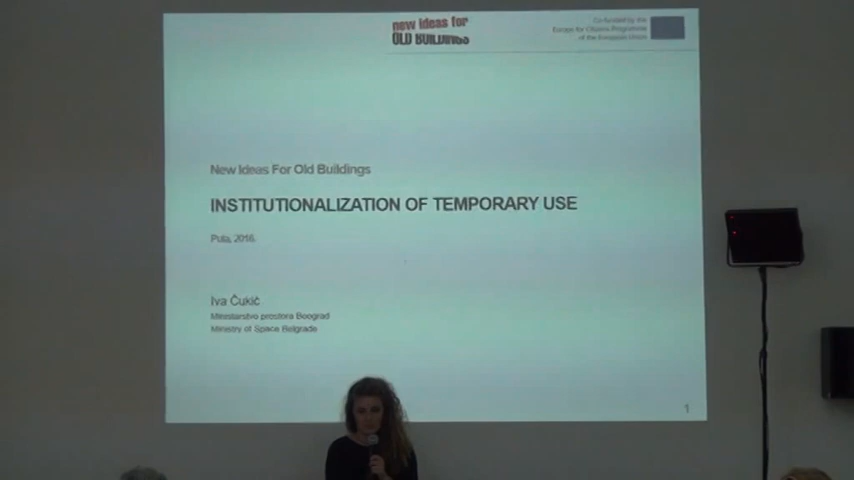 new ideas for
OLD BUILDINGS
Co-funded by the
Europe for Citizens Programme
of the European Union
New Ideas For Old Buildings
INSTITUTIONALIZATION OF TEMPORARY USE
Pula, 2016.
Iva Čukić
Ministarstvo prostora Beograd
Ministry of Space Belgrade
1